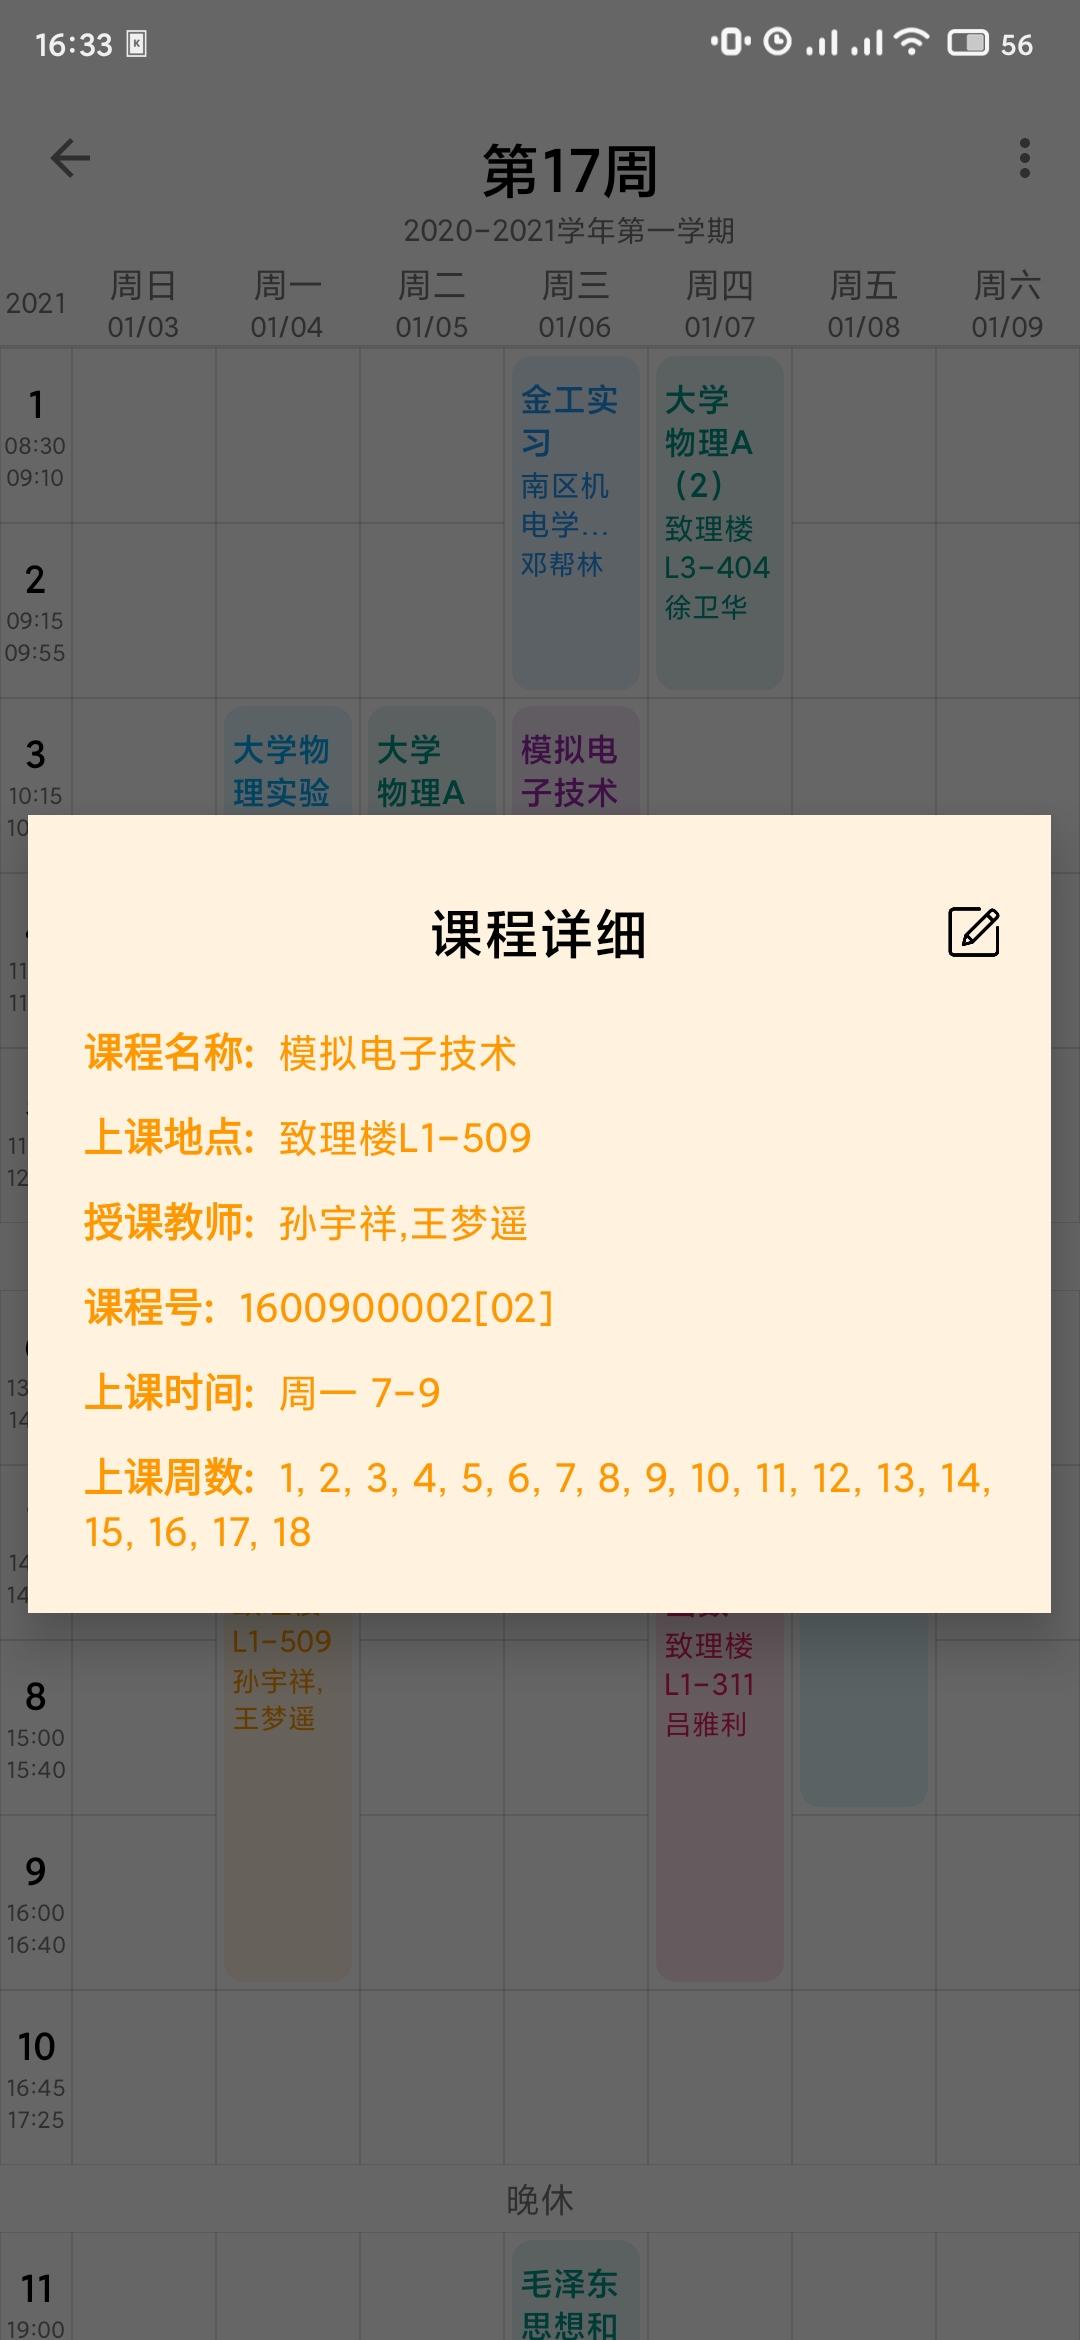 16:33
56
第17周
2020-2021学年第一学期
2021
周日 周一 周二 周三 周四 周五 周六
01/03 01/04 01/05 01/06 01/07 01/08 01/09
1
08:30
09:10
金工实
习
南区机
电学...
邓帮林
大学
物理A
（2）
致理楼
L3-404
徐卫华
2
09:15
09:55
3
10:15
大学物
理实验
大学
物理A
模拟电
子技术
课程详细
课程名称: 模拟电子技术
上课地点: 致理楼L1-509
授课教师: 孙宇祥,王梦遥
课程号: 1600900002[02]
上课时间: 周一 7-9
上课周数: 1, 2, 3, 4, 5, 6, 7, 8, 9, 10, 11, 12, 13, 14,
15, 16, 17, 18
L1-509
孙宇祥,
王梦遥
致理楼
L1-311
吕雅利
8
15:00
15:40
9
16:00
16:40
10
16:45
17:25
晚休
11
19:00
毛泽东
思想和